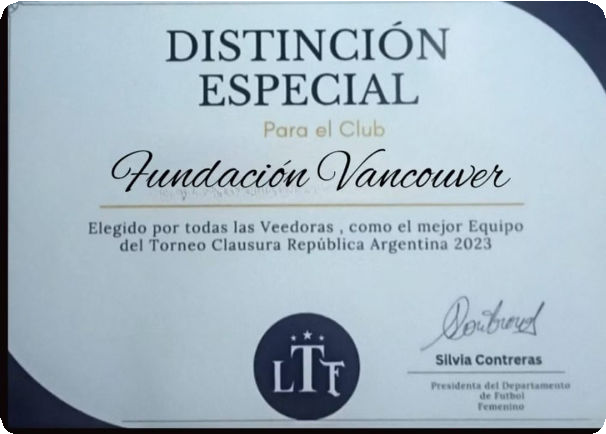 DISTINCIÓN
ESPECIAL
Para el Club
Fundación Vancouver
Elegido por todas las Veedoras , como el mejor Equipo
del Torneo Clausura República Argentina 2023
LTF
Silvia Contreras
Presidenta del Departamento
de Futbol
Femenino